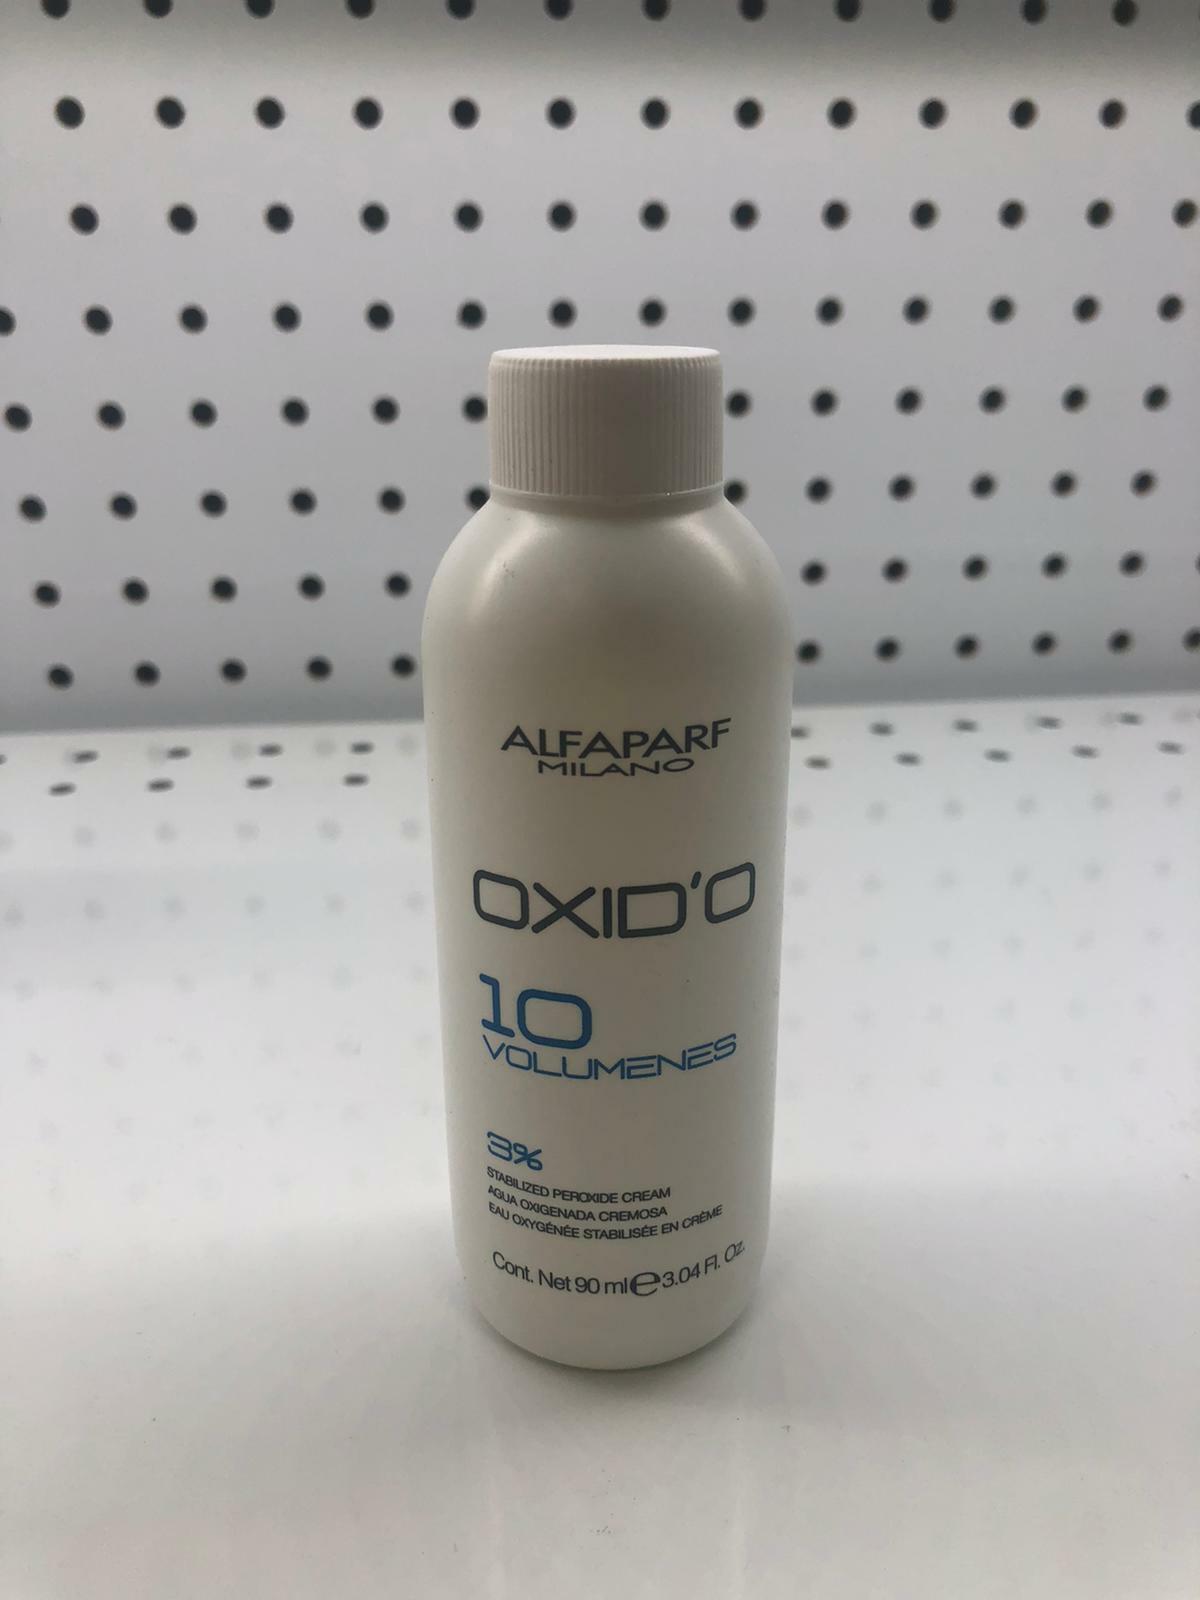 ALFAPARF
MILANO
OXID'O
10
VOLUMENES
3%
STABILIZED PEROXIDE CREAM
AGUA OXIGENADA CREMOSA
EAU OXYGÉNÉE STABILISÉE EN CRÈME
Cont. Net 90 ml ℮ 3.04 Fl. Oz.